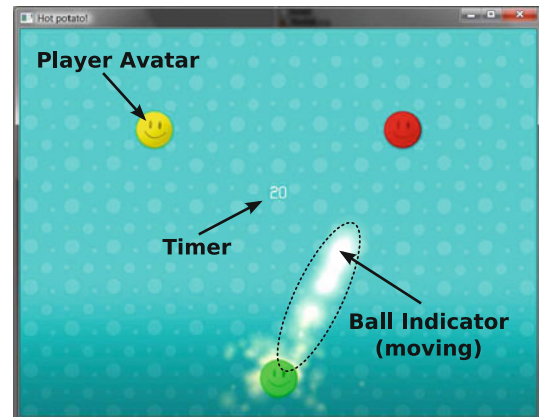 Hot potato!
Player Avatar
20
Timer
Ball Indicator
(moving)